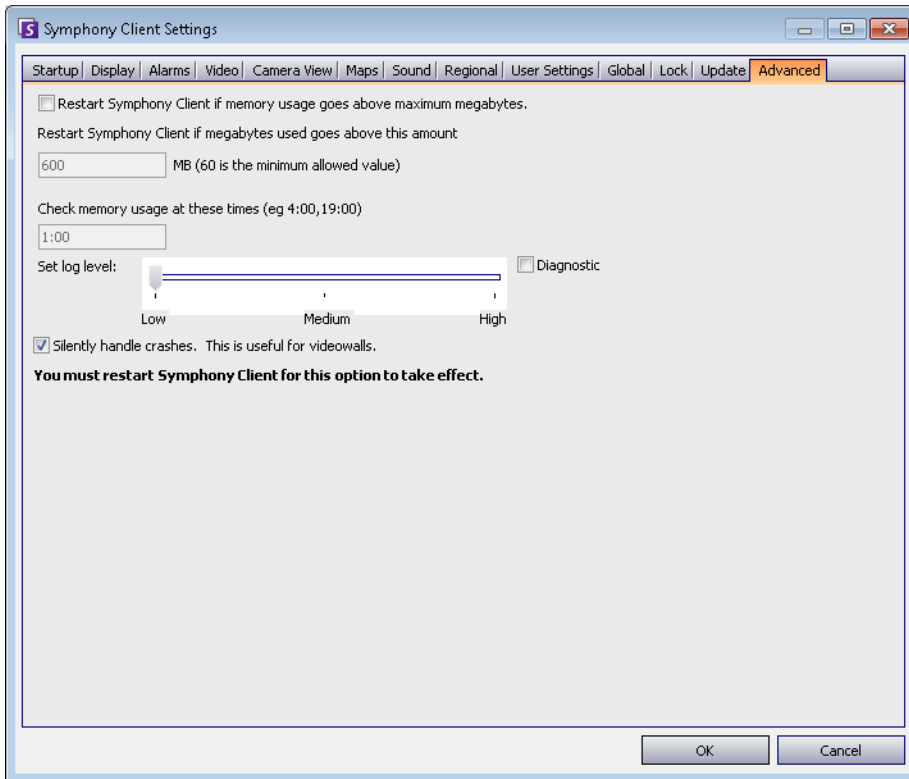 Symphony Client Settings
Startup Display Alarms Video Camera View Maps Sound Regional User Settings Global Lock Update Advanced
Restart Symphony Client if memory usage goes above maximum megabytes.
Restart Symphony Client if megabytes used goes above this amount
600 MB (60 is the minimum allowed value)
Check memory usage at these times (eg 4:00,19:00)
1:00
Set log level: Diagnostic
Low Medium High
Silently handle crashes. This is useful for videowalls.
You must restart Symphony Client for this option to take effect.
OK Cancel